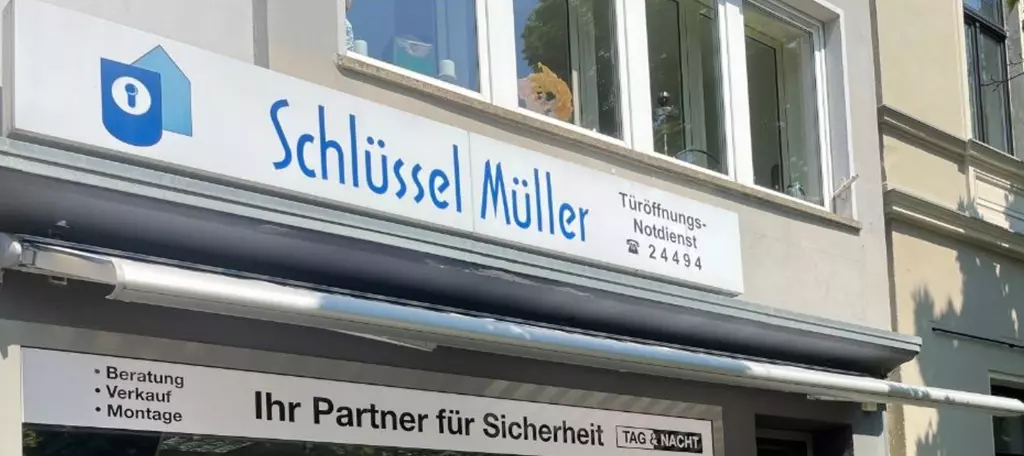 Schlüssel Müller
Türöffnungs-
Notdienst
☎ 24494
• Beratung
• Verkauf
• Montage
Ihr Partner für Sicherheit
TAG & NACHT